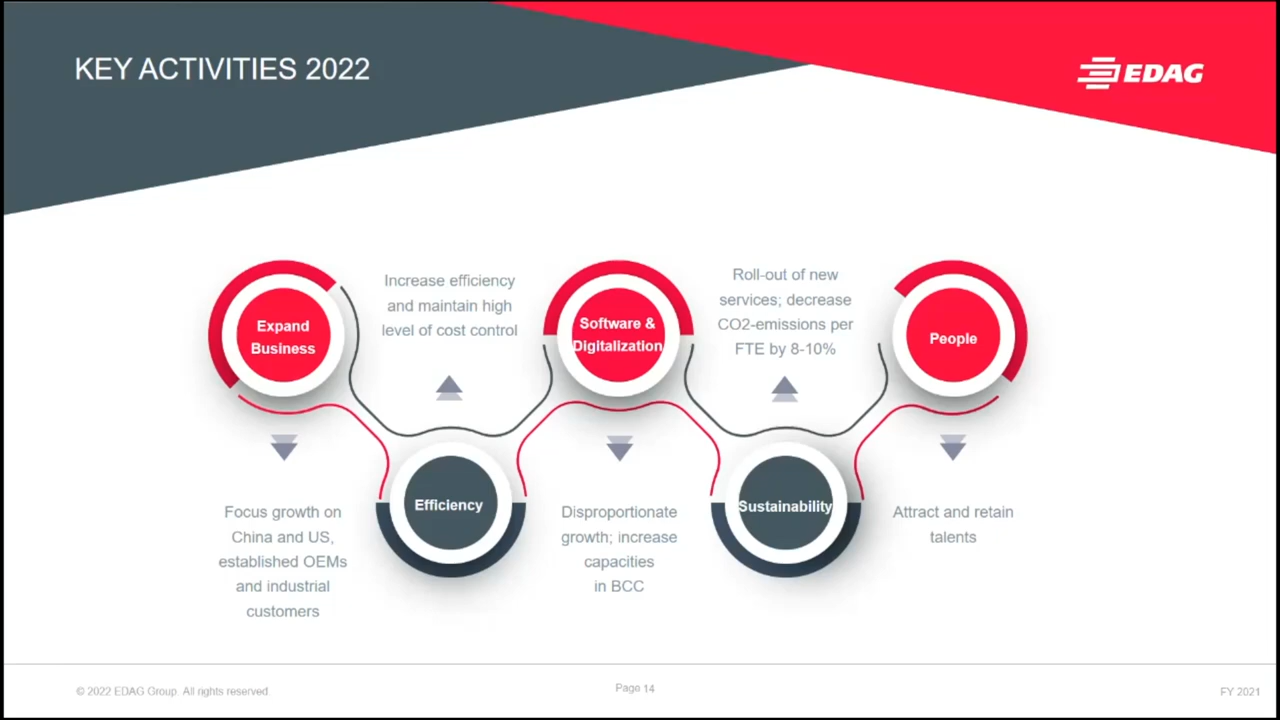 KEY ACTIVITIES 2022
EDAG
Expand
Business
Focus growth on
China and US,
established OEMs
and industrial
customers
Increase efficiency
and maintain high
level of cost control
Efficiency
Software &
Digitalization
Disproportionate
growth; increase
capacities
in BCC
Roll-out of new
services; decrease
CO2-emissions per
FTE by 8-10%
Sustainability
People
Attract and retain
talents
© 2022 EDAG Group. All rights reserved
Page 14
FY 2021